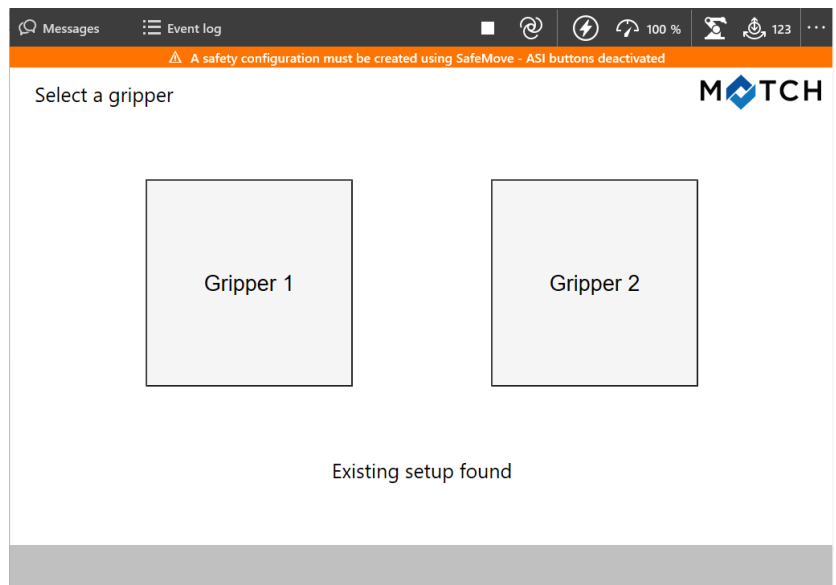 Messages
Event log
100 %
123
A safety configuration must be created using SafeMove - ASI buttons deactivated
Select a gripper
MATCH
Gripper 1
Gripper 2
Existing setup found